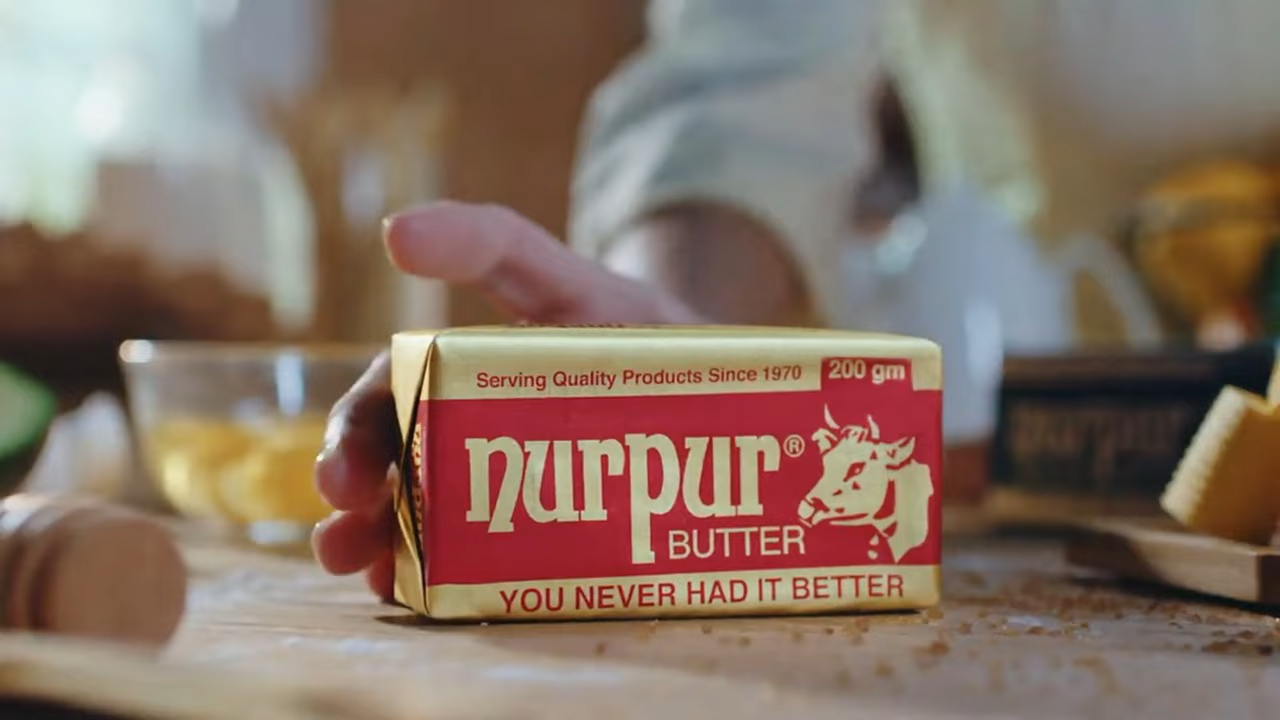 Serving Quality Products Since 1970
200 gm
nurpur®
BUTTER
YOU NEVER HAD IT BETTER